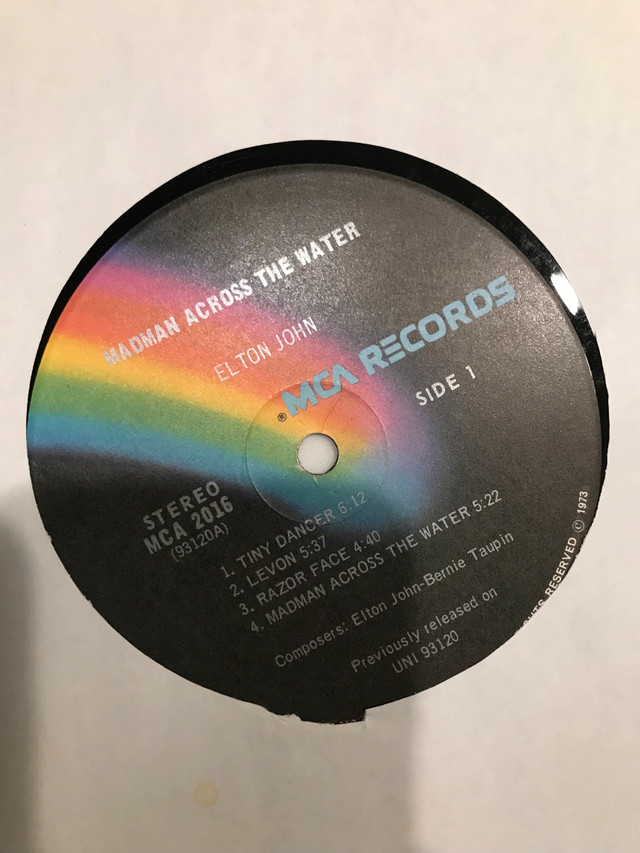 MADMAN ACROSS THE WATER
ELTON JOHN
® MCA RECORDS
SIDE 1
STEREO
MCA 2016
(93120A)
1. TINY DANCER 6:12
2. LEVON 5:37
3. RAZOR FACE 4:40
4. MADMAN ACROSS THE WATER 5:22
Composers: Elton John-Bernie Taupin
Previously released on
UNI 93120
RESERVED © 1973